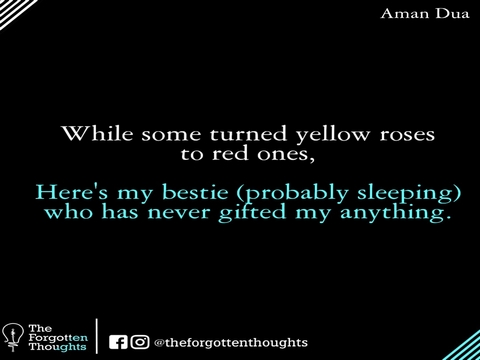 Aman Dua
While some turned yellow roses
to red ones,
Here's my bestie (probably sleeping)
who has never gifted my anything.
The
Forgotten
Thoughts
@theforgottenthoughts